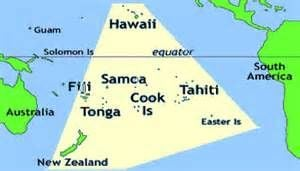 Hawaii
Guam
Solomon Is
equator
Samoa
Fiji
Tonga
Cook
Is
Tahiti
South
America
Australia
Easter Is
New Zealand